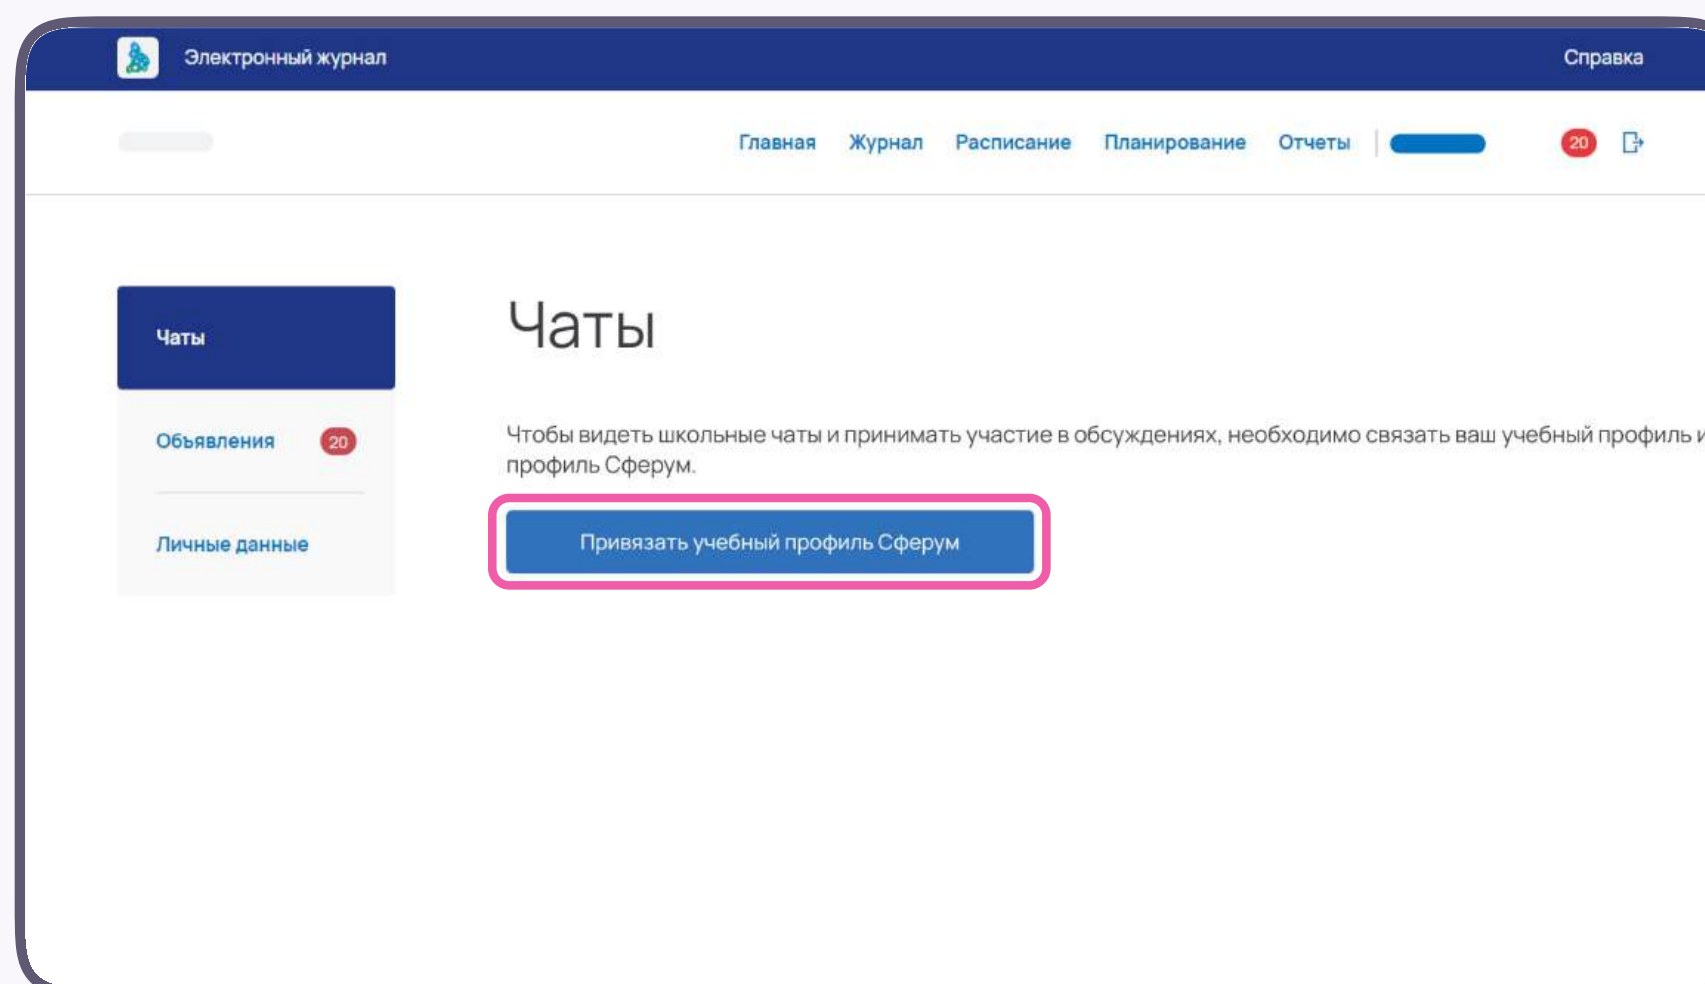 Электронный журнал
Справка
Главная Журнал Расписание Планирование Отчеты
20
Чаты
Объявления 20
Личные данные
Чаты
Чтобы видеть школьные чаты и принимать участие в обсуждениях, необходимо связать ваш учебный профиль и
профиль Сферум.
Привязать учебный профиль Сферум